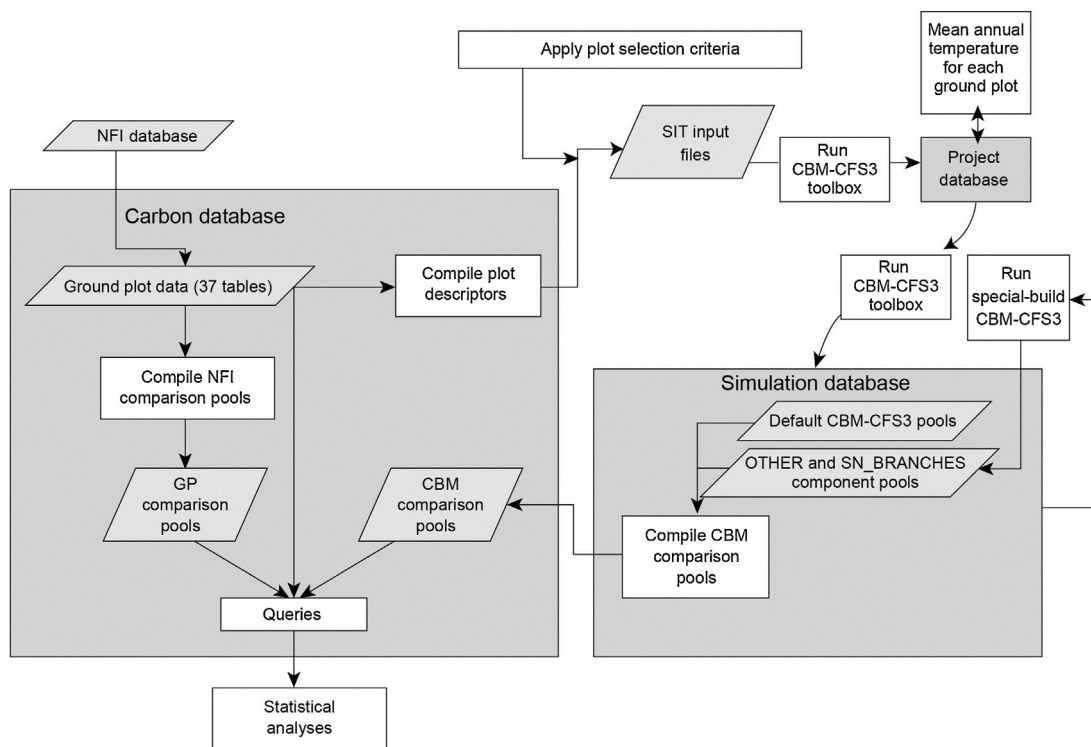 Apply plot selection criteria
Mean annual
temperature
for each
ground plot
NFI database
SIT input
files
Run
CBM-CFS3
toolbox
Project
database
Carbon database
Ground plot data (37 tables)
Compile plot
descriptors
Run
CBM-CFS3
toolbox
Run
special-build
CBM-CFS3
Compile NFI
comparison pools
Simulation database
Default CBM-CFS3 pools
OTHER and SN_BRANCHES
component pools
GP
comparison
pools
CBM
comparison
pools
Compile CBM
comparison
pools
Queries
Statistical
analyses